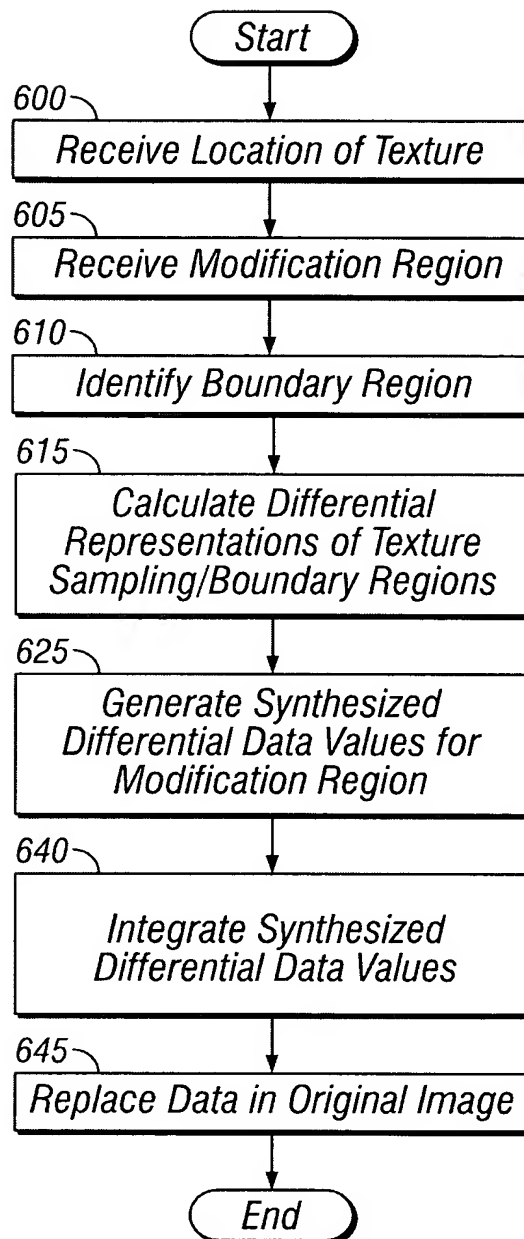 Start
600
Receive Location of Texture
605
Receive Modification Region
610
Identify Boundary Region
615
Calculate Differential
Representations of Texture
Sampling/Boundary Regions
625
Generate Synthesized
Differential Data Values for
Modification Region
640
Integrate Synthesized
Differential Data Values
645
Replace Data in Original Image
End